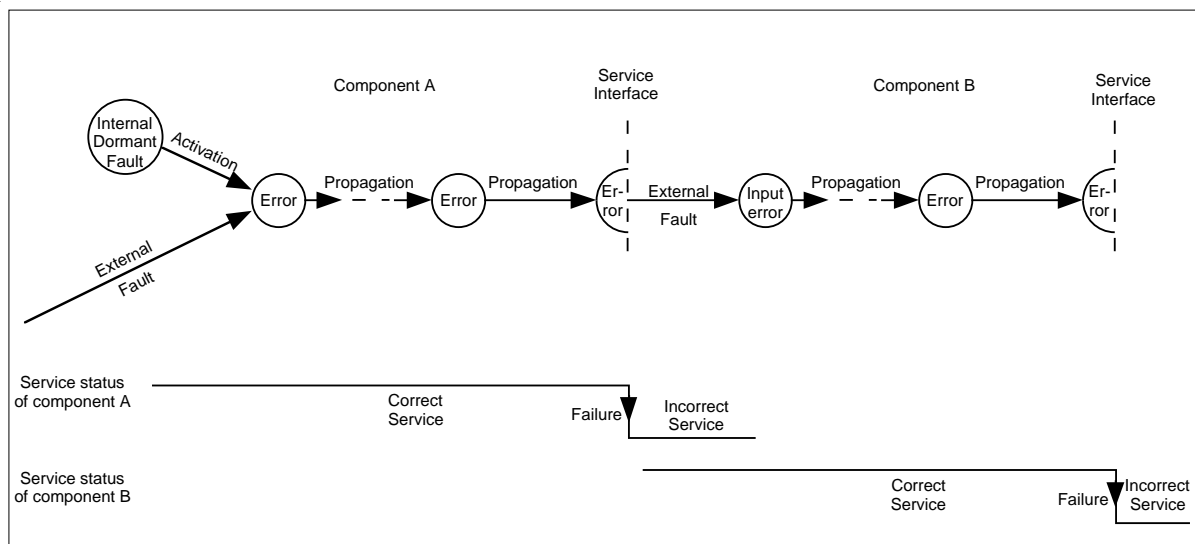 Component A
Service
Interface
Component B
Service
Interface
Internal
Dormant
Fault
Activation
Error
Propagation
Error
Propagation
Er-
ror
External
Fault
Input
error
Propagation
Error
Propagation
Er-
ror
External
Fault
Service status
of component A
Correct
Service
Failure
Incorrect
Service
Service status
of component B
Correct
Service
Failure
Incorrect
Service